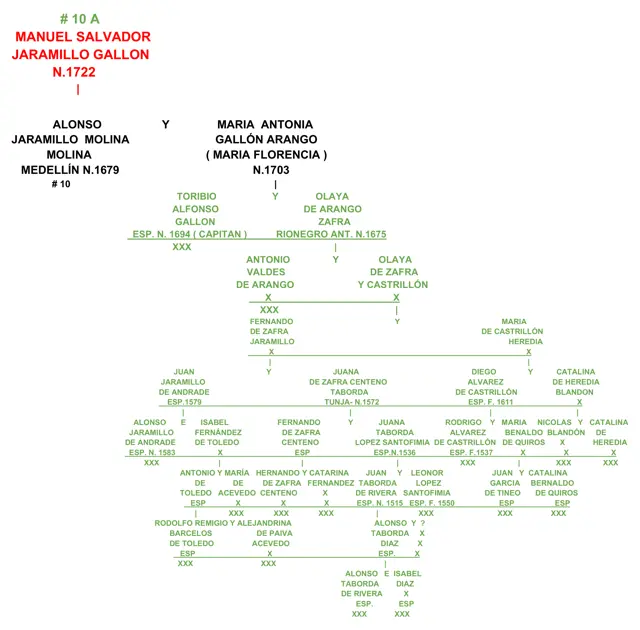 # 10 A
MANUEL SALVADOR
JARAMILLO GALLON
N.1722
|
ALONSO Y MARIA ANTONIA
JARAMILLO MOLINA GALLÓN ARANGO
MOLINA ( MARIA FLORENCIA )
MEDELLÍN N.1679 N.1703
# 10 |
TORIBIO Y OLAYA
ALFONSO DE ARANGO
GALLON ZAFRA
ESP. N. 1694 ( CAPITAN ) RIONEGRO ANT. N.1675
XXX |
ANTONIO Y OLAYA
VALDES DE ZAFRA
DE ARANGO Y CASTRILLÓN
X X
XXX |
FERNANDO Y MARIA
DE ZAFRA DE CASTRILLÓN
JARAMILLO HEREDIA
X X
| |
JUAN Y JUANA DIEGO Y CATALINA
JARAMILLO DE ZAFRA CENTENO ALVAREZ DE HEREDIA
DE ANDRADE TABORDA DE CASTRILLÓN BLANDON
ESP.1579 TUNJA- N.1572 ESP. F. 1611 X
| | | |
ALONSO E ISABEL FERNANDO Y JUANA RODRIGO Y MARIA NICOLAS Y CATALINA
JARAMILLO FERNÁNDEZ DE ZAFRA TABORDA ALVAREZ BENALDO BLANDÓN DE
DE ANDRADE DE TOLEDO CENTENO LOPEZ SANTOFIMIA DE CASTRILLÓN DE QUIROS X HEREDIA
ESP. N. 1583 X ESP ESP.N.1536 ESP. F.1537 X X X
XXX | | | XXX | XXX XXX
ANTONIO Y MARÍA HERNANDO Y CATARINA JUAN Y LEONOR JUAN Y CATALINA
DE DE DE ZAFRA FERNANDEZ TABORDA LOPEZ GARCIA BERNALDO
TOLEDO ACEVEDO CENTENO X DE RIVERA SANTOFIMIA DE TINEO DE QUIROS
ESP X X X ESP. N. 1515 ESP. F. 1550 ESP ESP
| XXX XXX XXX | XXX XXX XXX
RODOLFO REMIGIO Y ALEJANDRINA ALONSO Y ?
BARCELOS DE PAIVA TABORDA X
DE TOLEDO ACEVEDO DIAZ X
ESP X ESP. X
XXX XXX |
ALONSO E ISABEL
TABORDA DIAZ
DE RIVERA X
ESP. ESP
XXX XXX